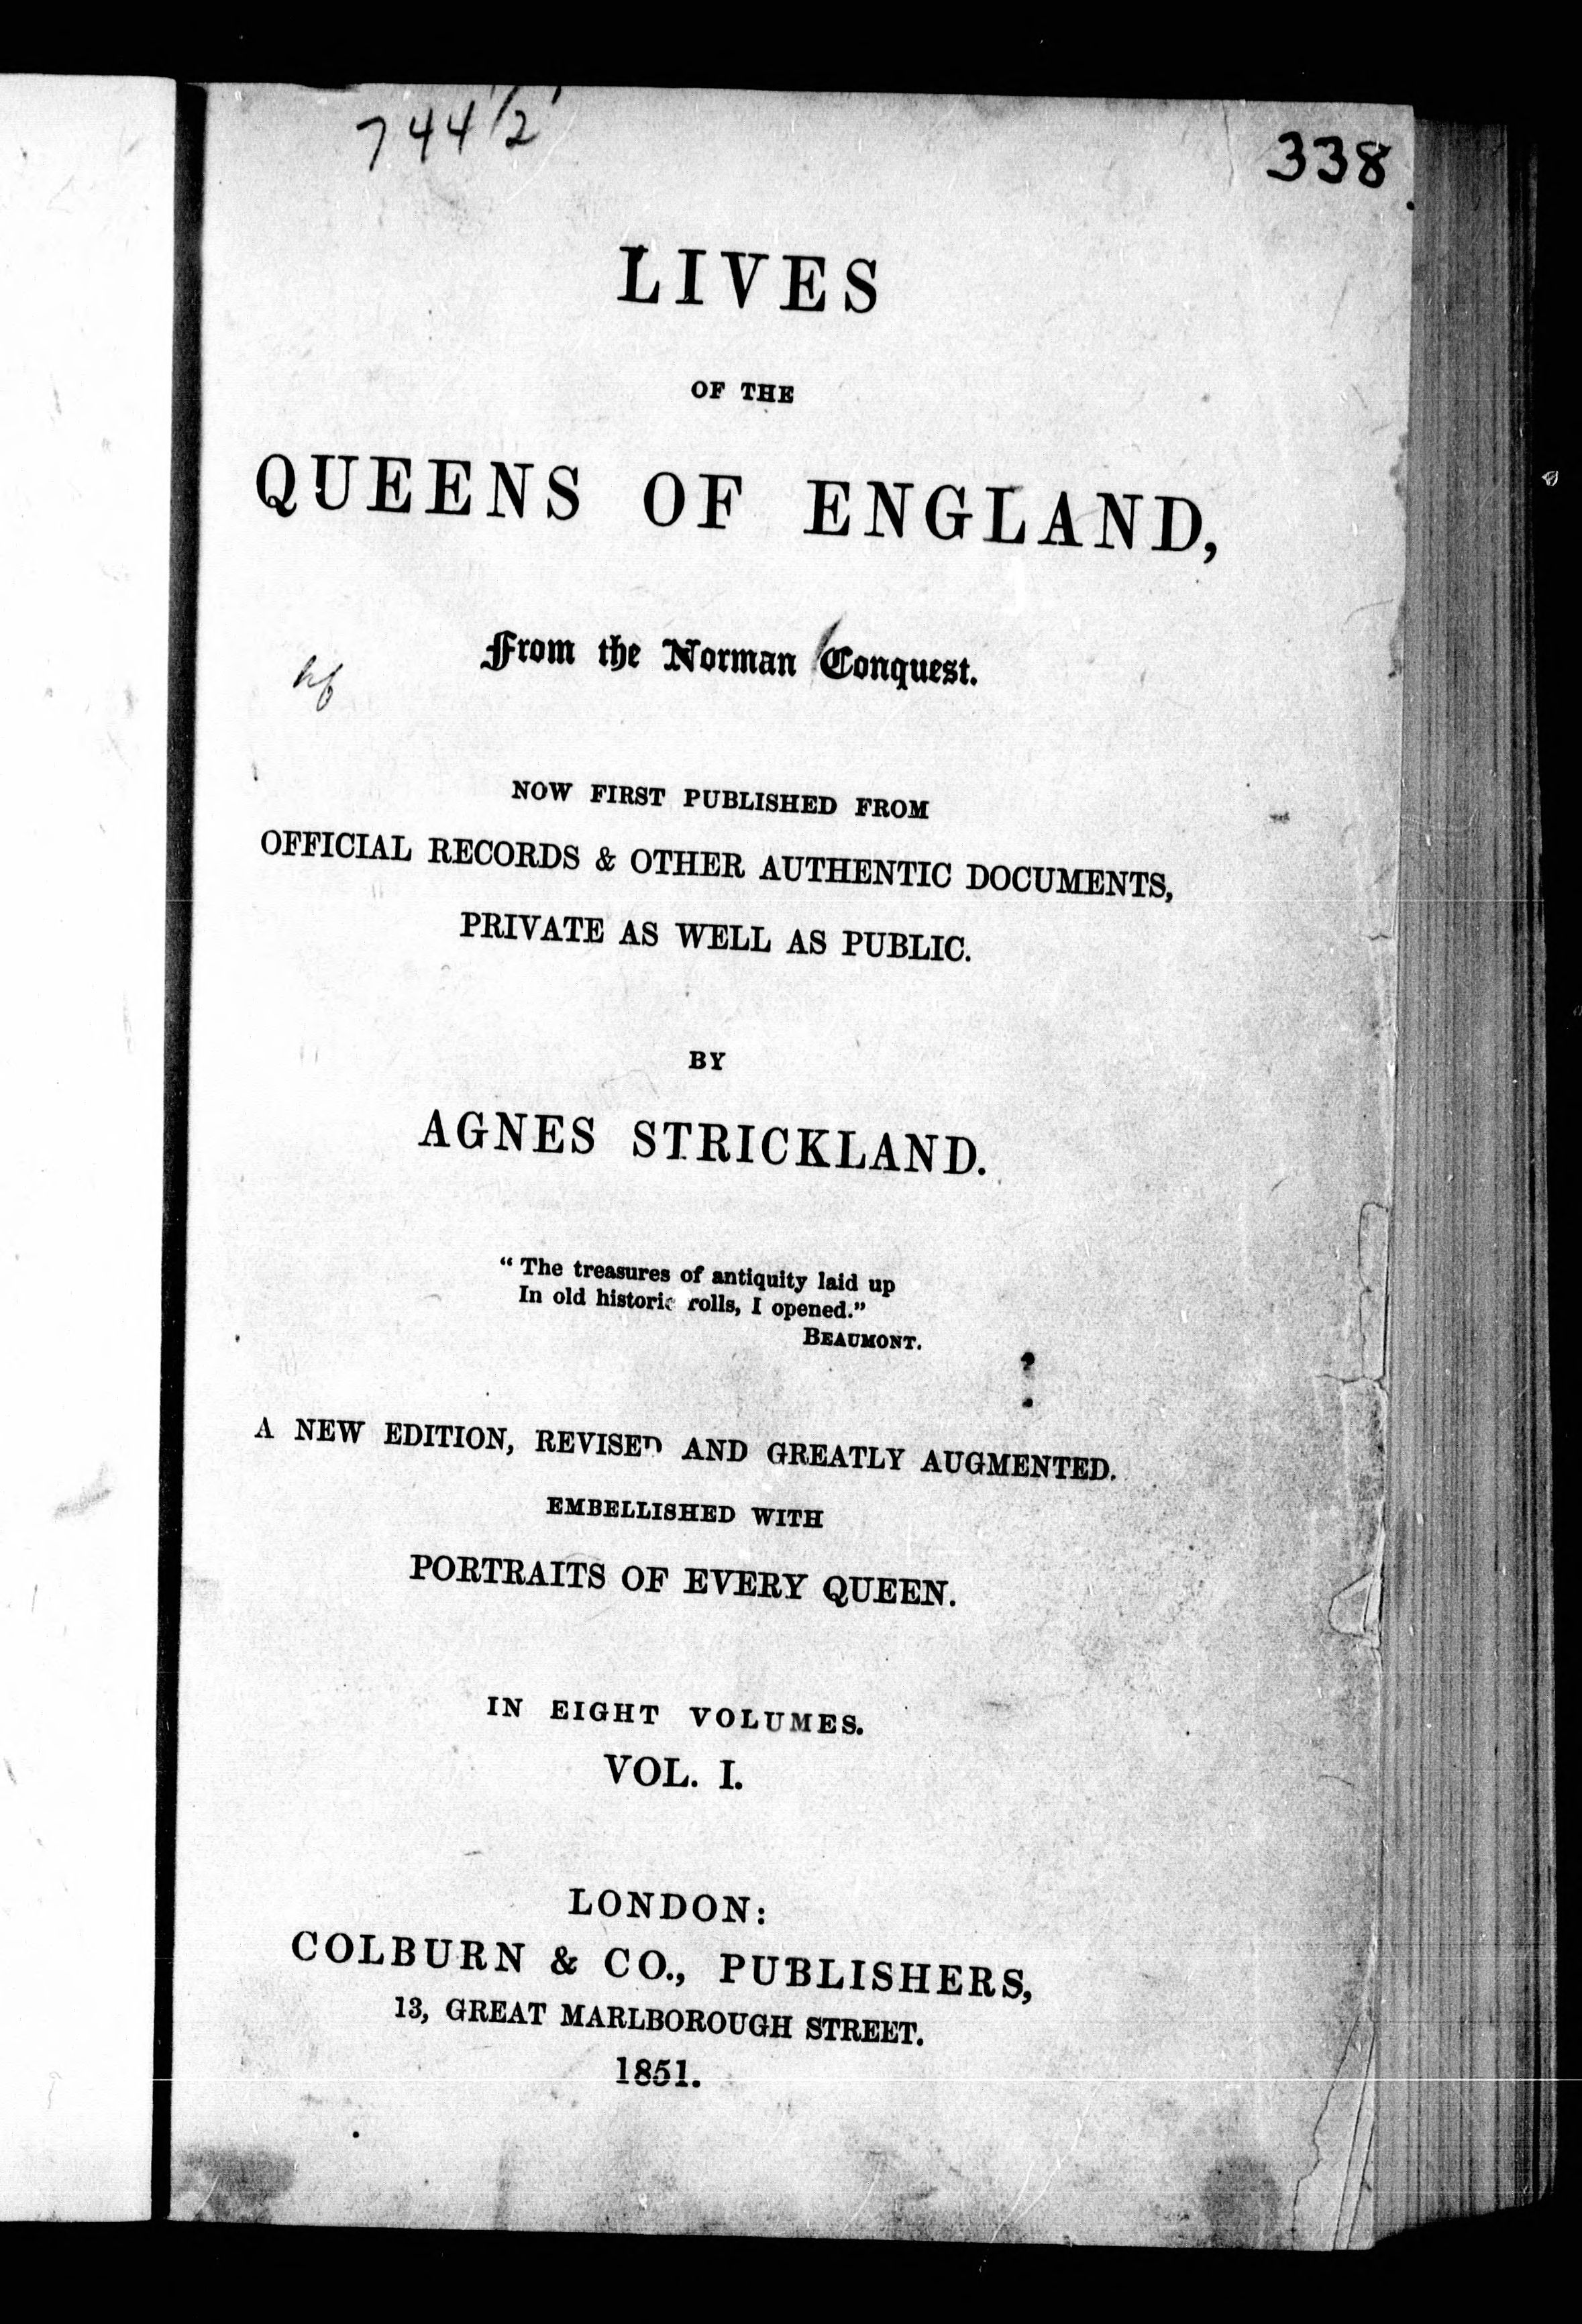 744 1/2
338
LIVES
OF THE
QUEENS OF ENGLAND,
From the Norman Conquest.
NOW FIRST PUBLISHED FROM
OFFICIAL RECORDS & OTHER AUTHENTIC DOCUMENTS,
PRIVATE AS WELL AS PUBLIC.
BY
AGNES STRICKLAND.
“The treasures of antiquity laid up
In old historic rolls, I opened.”
BEAUMONT.
A NEW EDITION, REVISED AND GREATLY AUGMENTED.
EMBELLISHED WITH
PORTRAITS OF EVERY QUEEN.
IN EIGHT VOLUMES.
VOL. I.
LONDON:
COLBURN & CO., PUBLISHERS,
13, GREAT MARLBOROUGH STREET.
1851.